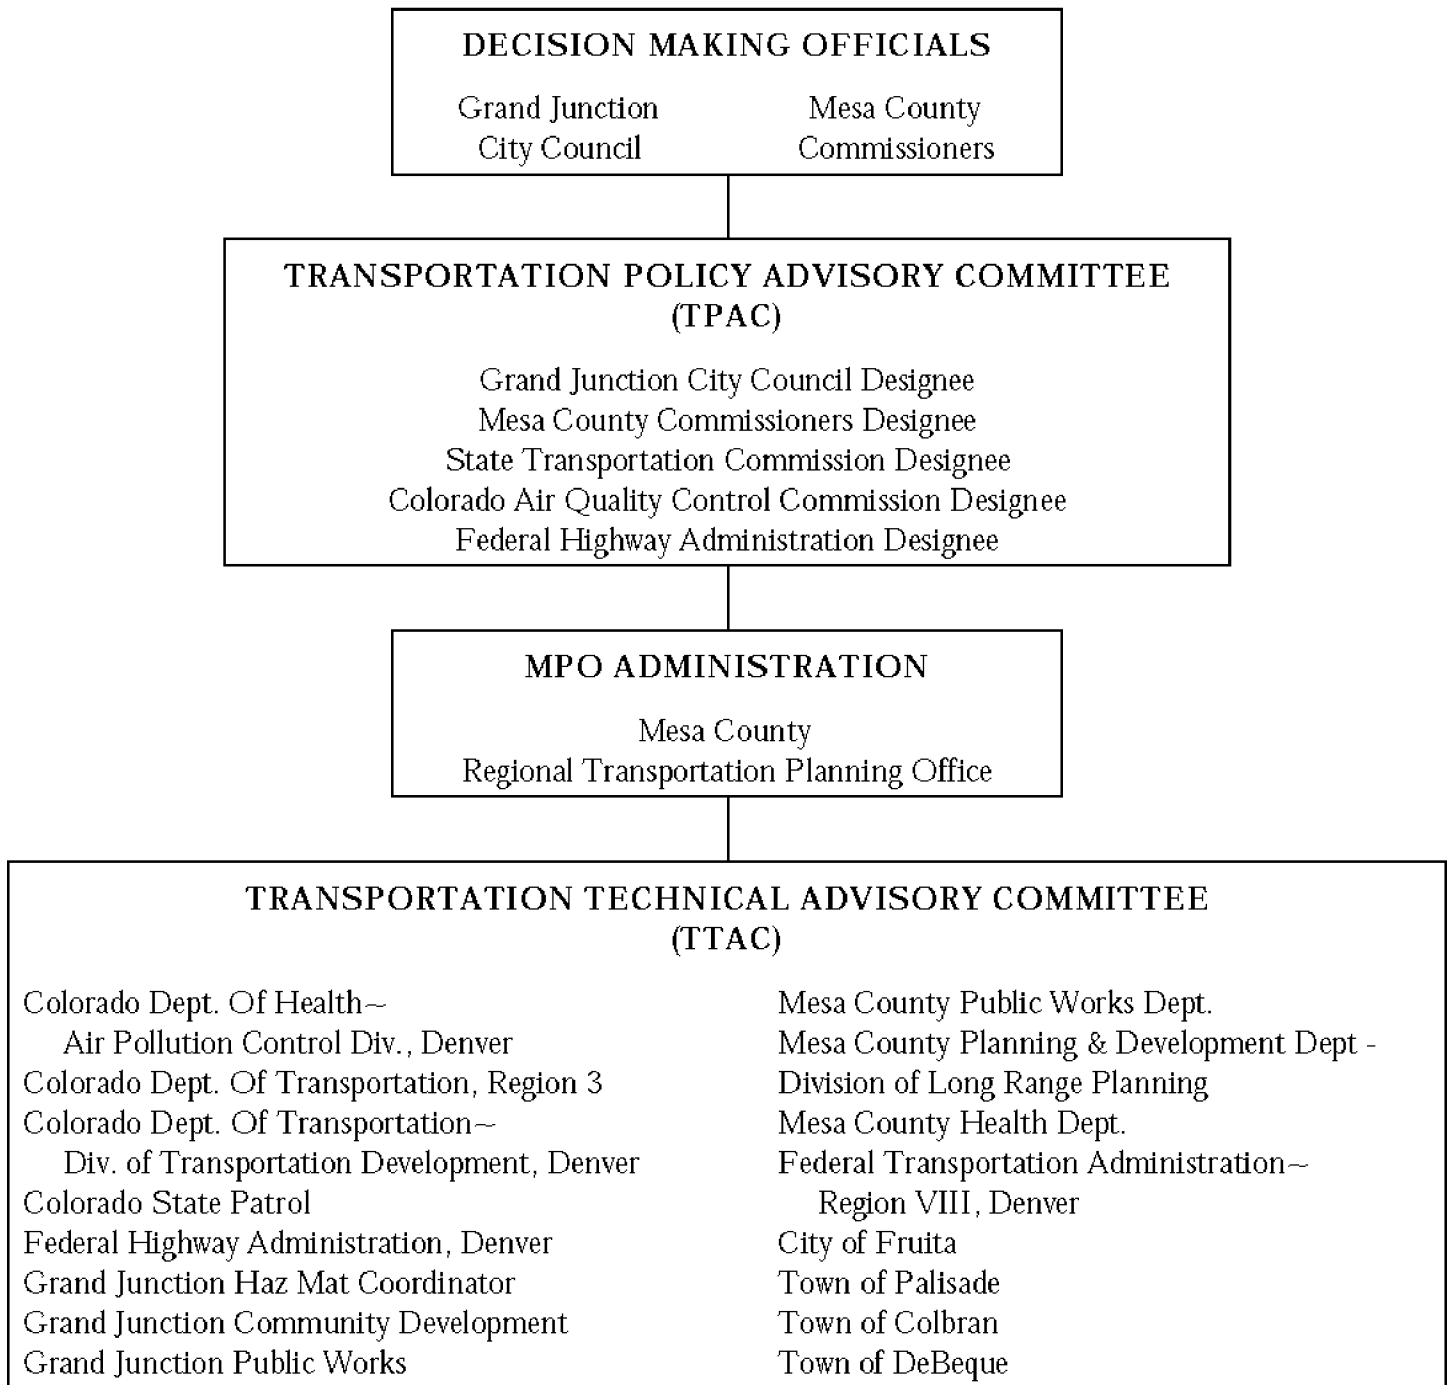 DECISION MAKING OFFICIALS
Grand Junction
City Council
Mesa County
Commissioners
TRANSPORTATION POLICY ADVISORY COMMITTEE
(TPAC)
Grand Junction City Council Designee
Mesa County Commissioners Designee
State Transportation Commission Designee
Colorado Air Quality Control Commission Designee
Federal Highway Administration Designee
MPO ADMINISTRATION
Mesa County
Regional Transportation Planning Office
TRANSPORTATION TECHNICAL ADVISORY COMMITTEE
(TTAC)
Colorado Dept. Of Health~
Air Pollution Control Div., Denver
Colorado Dept. Of Transportation, Region 3
Colorado Dept. Of Transportation~
Div. of Transportation Development, Denver
Colorado State Patrol
Federal Highway Administration, Denver
Grand Junction Haz Mat Coordinator
Grand Junction Community Development
Grand Junction Public Works
Mesa County Public Works Dept.
Mesa County Planning & Development Dept -
Division of Long Range Planning
Mesa County Health Dept.
Federal Transportation Administration~
Region VIII, Denver
City of Fruita
Town of Palisade
Town of Colbran
Town of DeBeque